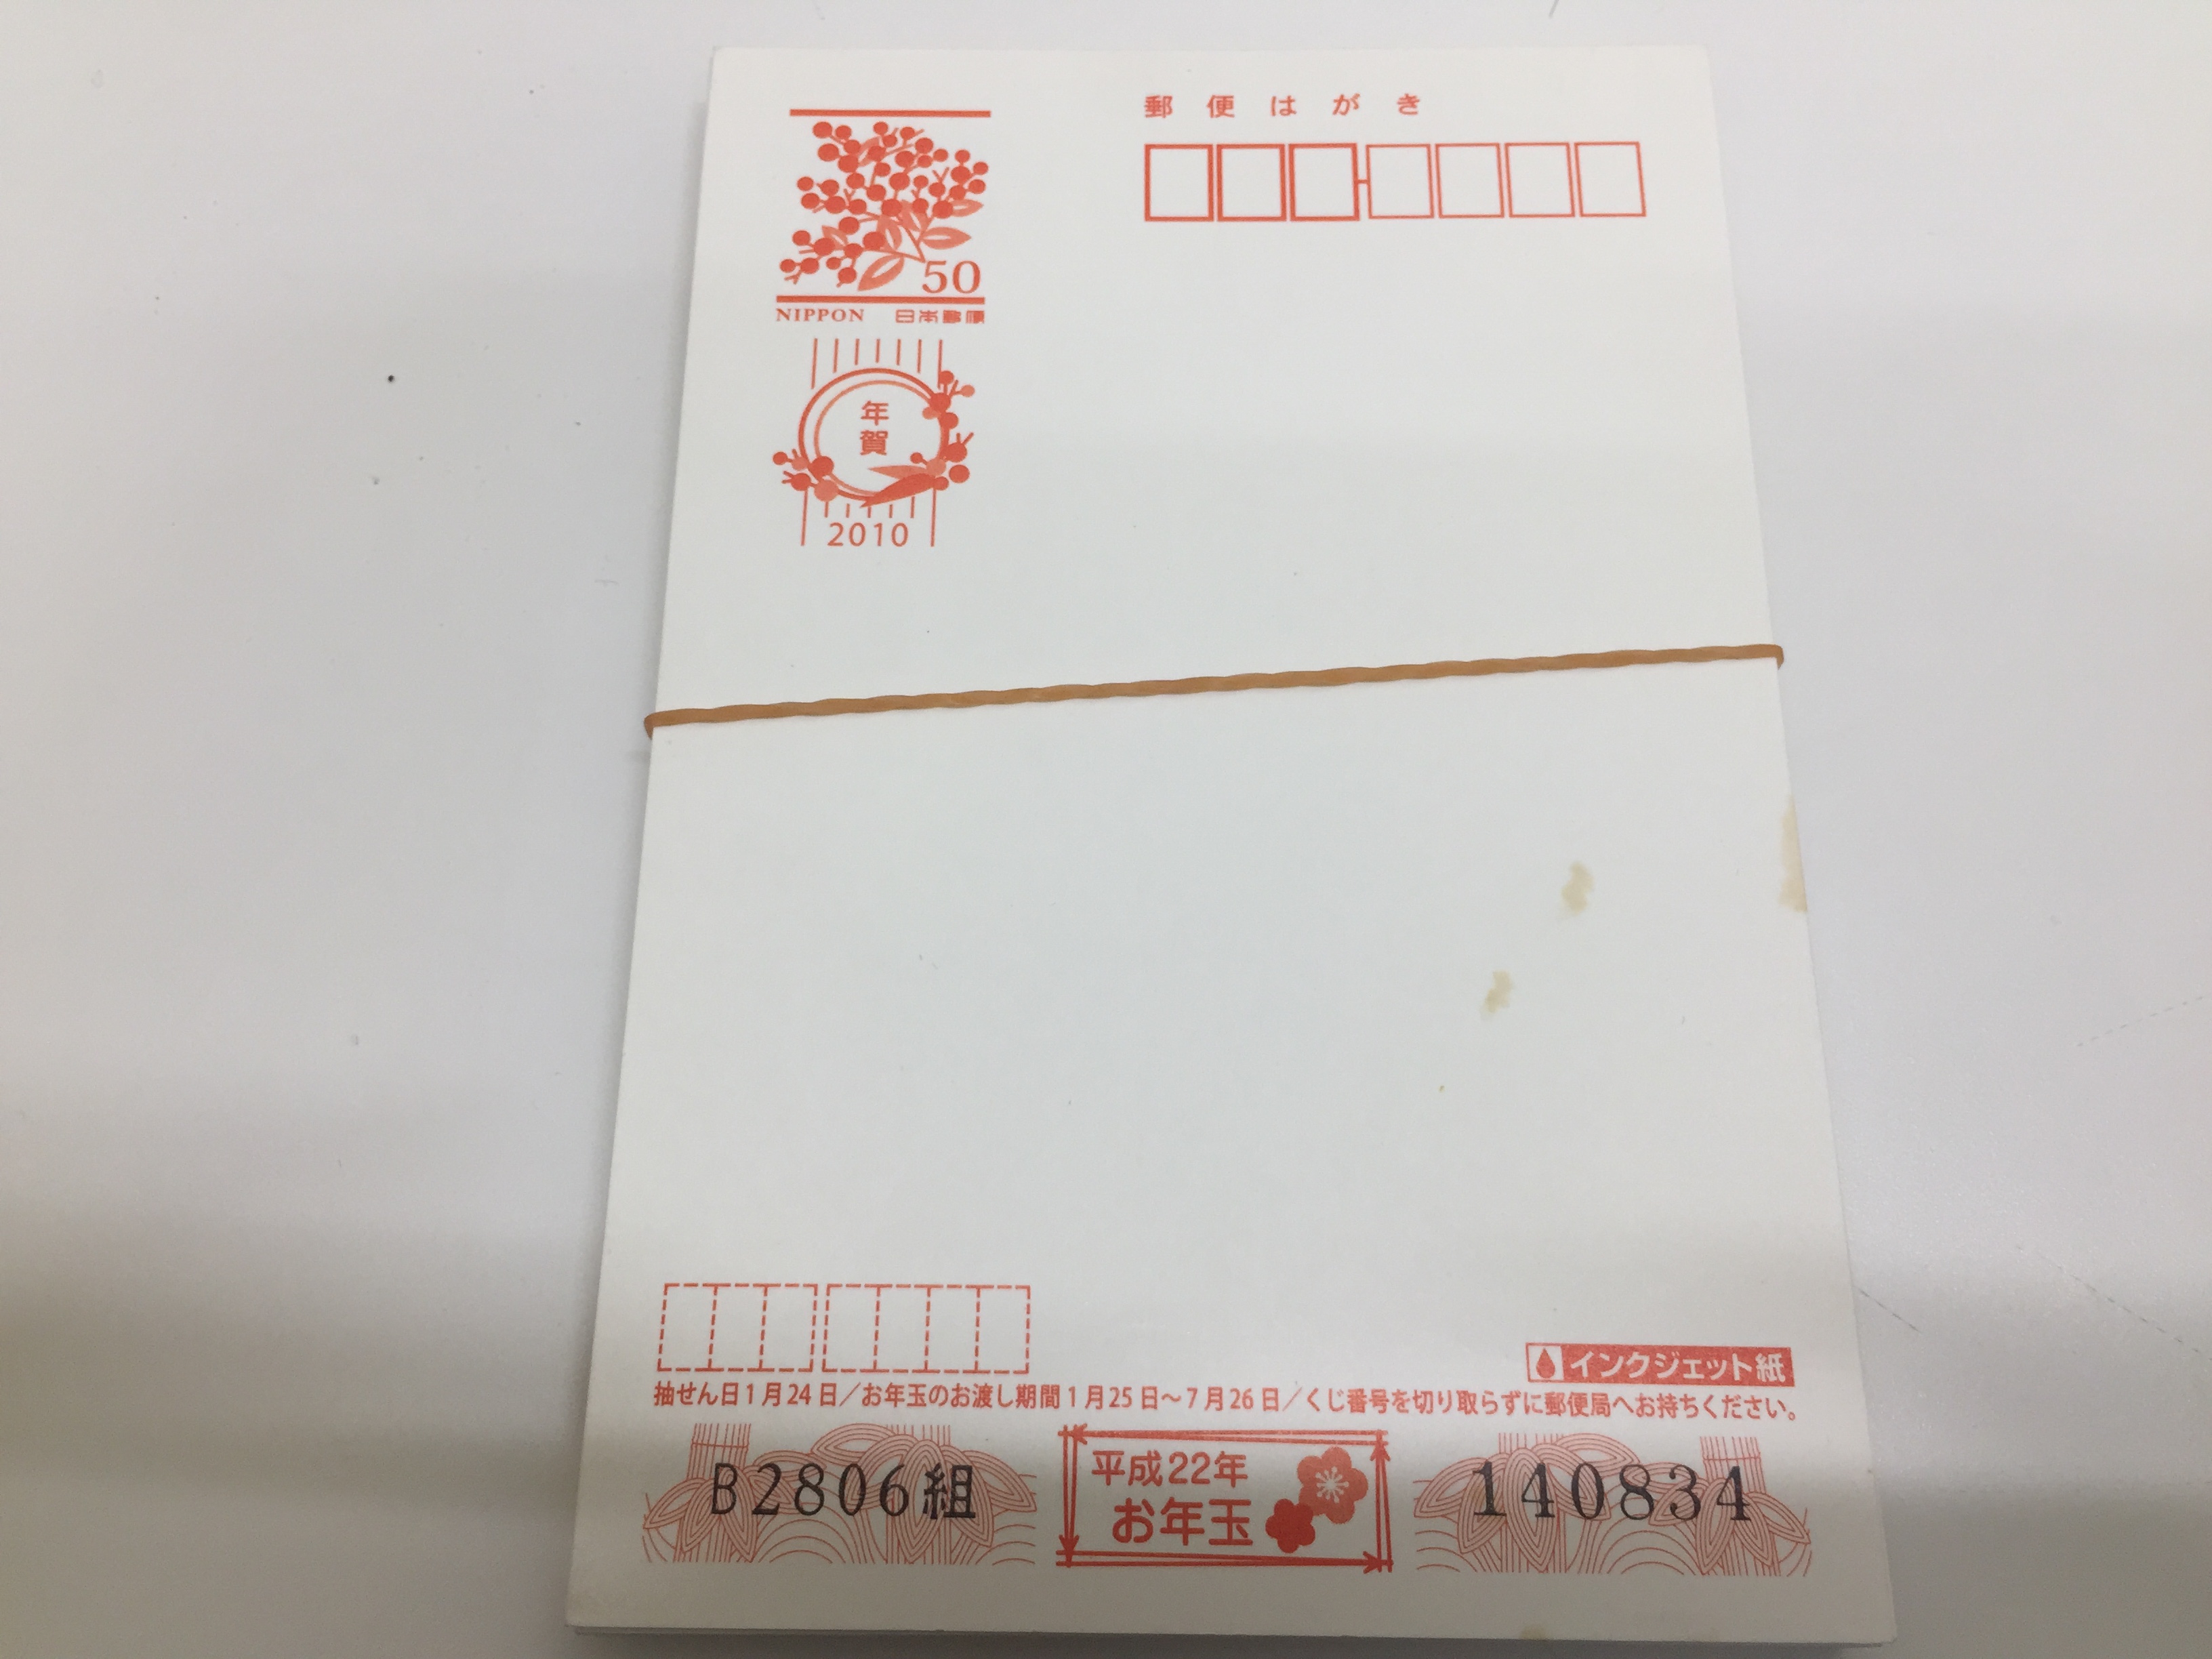 郵便はがき
50
NIPPON 日本郵便
年賀
2010
インクジェット紙
抽せん日1月24日／お年玉のお渡し期間1月25日～7月26日／くじ番号を切り取らずに郵便局へお持ちください。
B2806組
平成22年
お年玉
140834